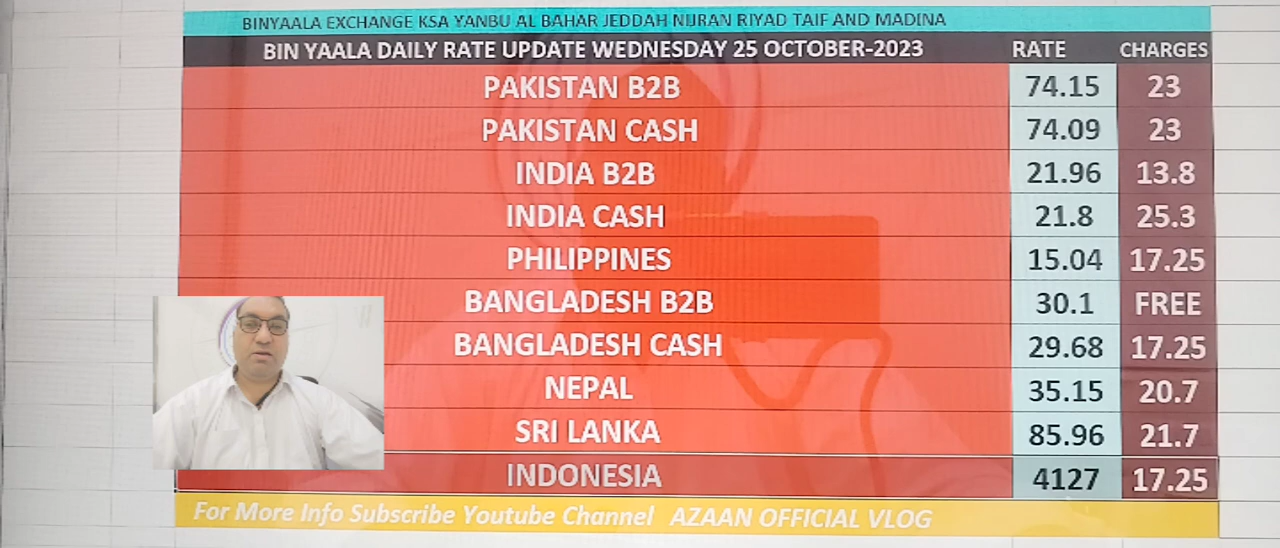 BINYAALA EXCHANGE KSA YANBU AL BAHAR JEDDAH NIJRAN RIYAD TAIF AND MADINA
BIN YAALA DAILY RATE UPDATE WEDNESDAY 25 OCTOBER-2023 RATE CHARGES
PAKISTAN B2B 74.15 23
PAKISTAN CASH 74.09 23
INDIA B2B 21.96 13.8
INDIA CASH 21.8 25.3
PHILIPPINES 15.04 17.25
BANGLADESH B2B 30.1 FREE
BANGLADESH CASH 29.68 17.25
NEPAL 35.15 20.7
SRI LANKA 85.96 21.7
INDONESIA 4127 17.25
For More Info Subscribe Youtube Channel AZAAN OFFICIAL VLOG